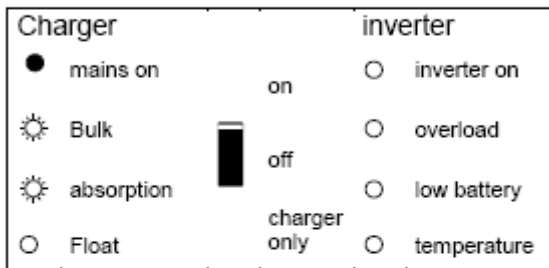 Charger
mains on
Bulk
absorption
Float
on
off
charger
only
inverter
inverter on
overload
low battery
temperature